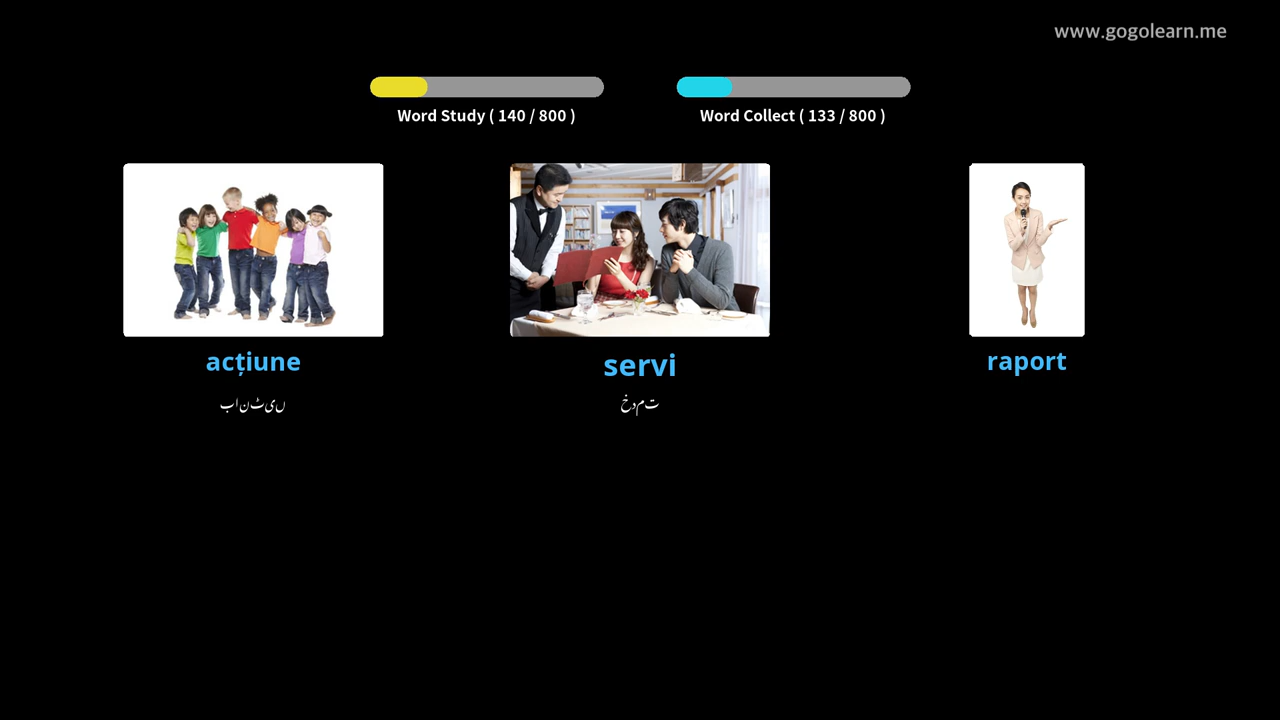 www.gogolearn.me
Word Study ( 140 / 800 )
Word Collect ( 133 / 800 )
acțiune
servi
raport
بانٹیں
خدمت